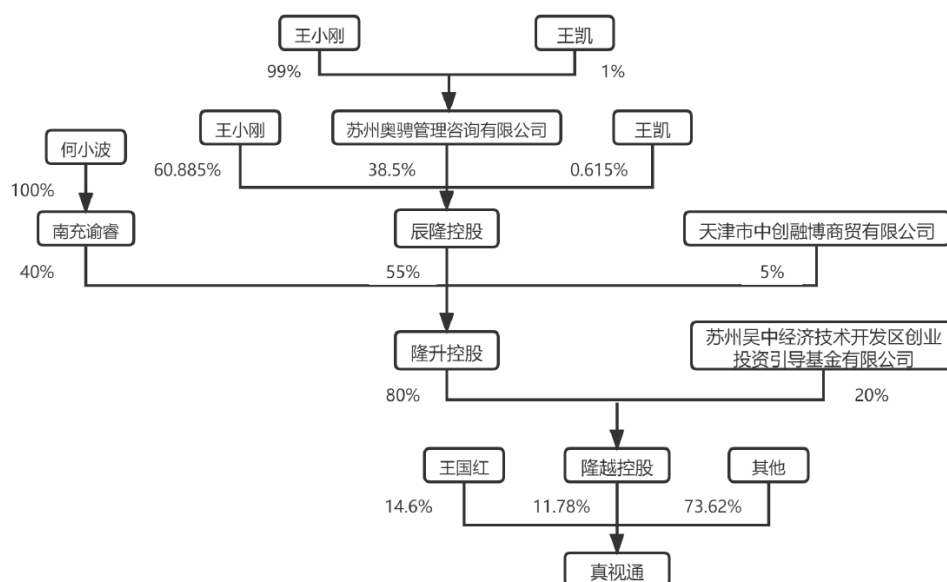 王小刚
王凯
99%
1%
王小刚
苏州奥骋管理咨询有限公司
王凯
何小波
60.885%
38.5%
0.615%
100%
南充谕睿
辰隆控股
天津市中创融博商贸有限公司
40%
55%
5%
隆升控股
苏州吴中经济技术开发区创业
投资引导基金有限公司
80%
20%
王国红
隆越控股
其他
14.6%
11.78%
73.62%
真视通